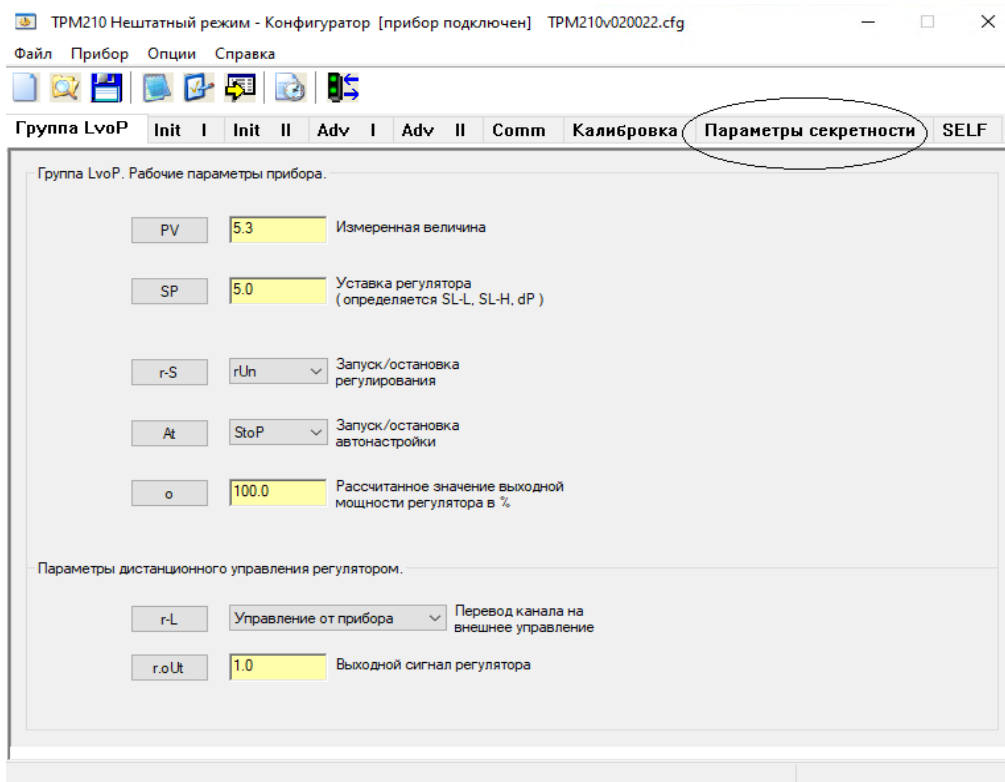 ТРМ210 Нештатный режим - Конфигуратор [прибор подключен] TPM210v020022.cfg
Файл Прибор Опции Справка
Группа LvoP Init I Init II Adv I Adv II Comm Калибровка Параметры секретности SELF
Группа LvoP. Рабочие параметры прибора.
PV 5.3 Измеренная величина
SP 5.0 Уставка регулятора
( определяется SL-L, SL-H, dP )
r-S rUn Запуск/остановка
регулирования
At StoP Запуск/остановка
автонастройки
o 100.0 Рассчитанное значение выходной
мощности регулятора в %
Параметры дистанционного управления регулятором.
r-L Управление от прибора Перевод канала на
внешнее управление
r.oUt 1.0 Выходной сигнал регулятора